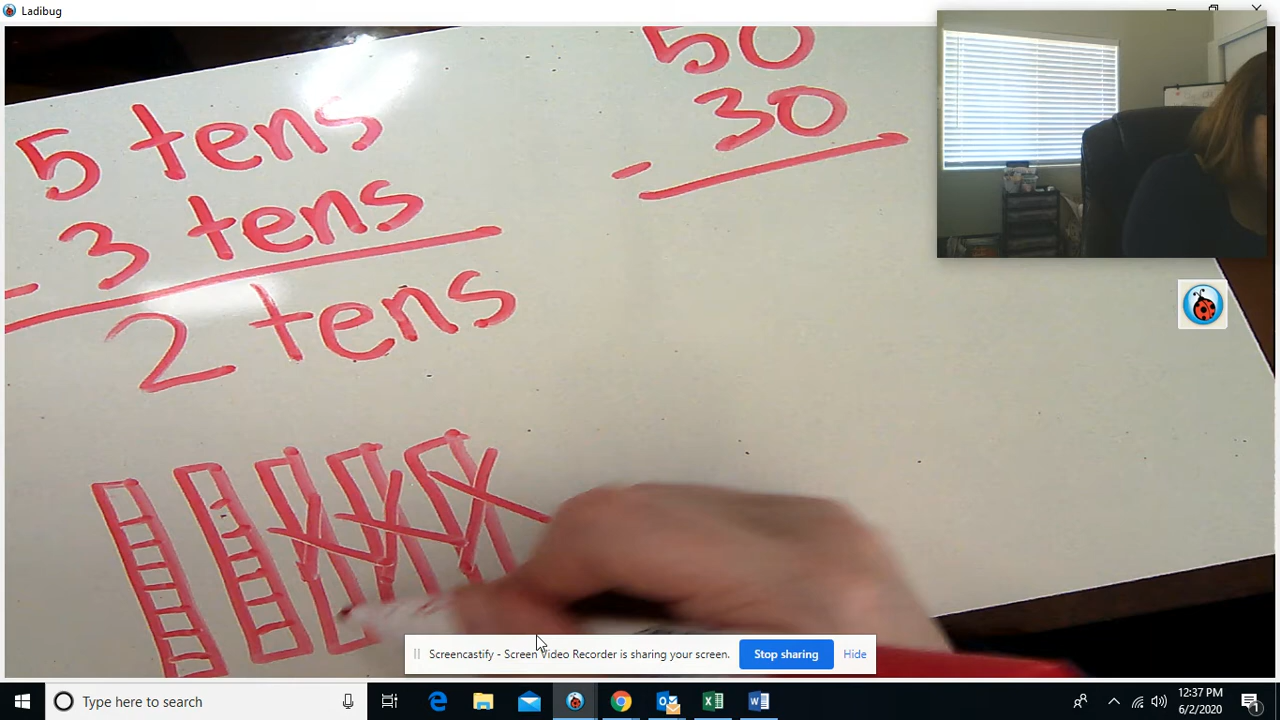 Ladibug
5 tens
- 3 tens
2 tens
50
- 30
Screencastify - Screen Video Recorder is sharing your screen.
Stop sharing
Hide
Type here to search
12:37 PM
6/2/2020
1